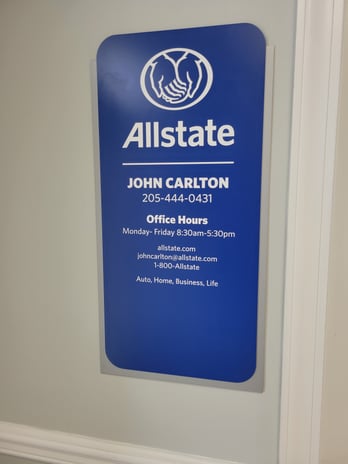 Allstate
JOHN CARLTON
205-444-0431
Office Hours
Monday- Friday 8:30am-5:30pm
allstate.com
johncarlton@allstate.com
1-800-Allstate
Auto, Home, Business, Life